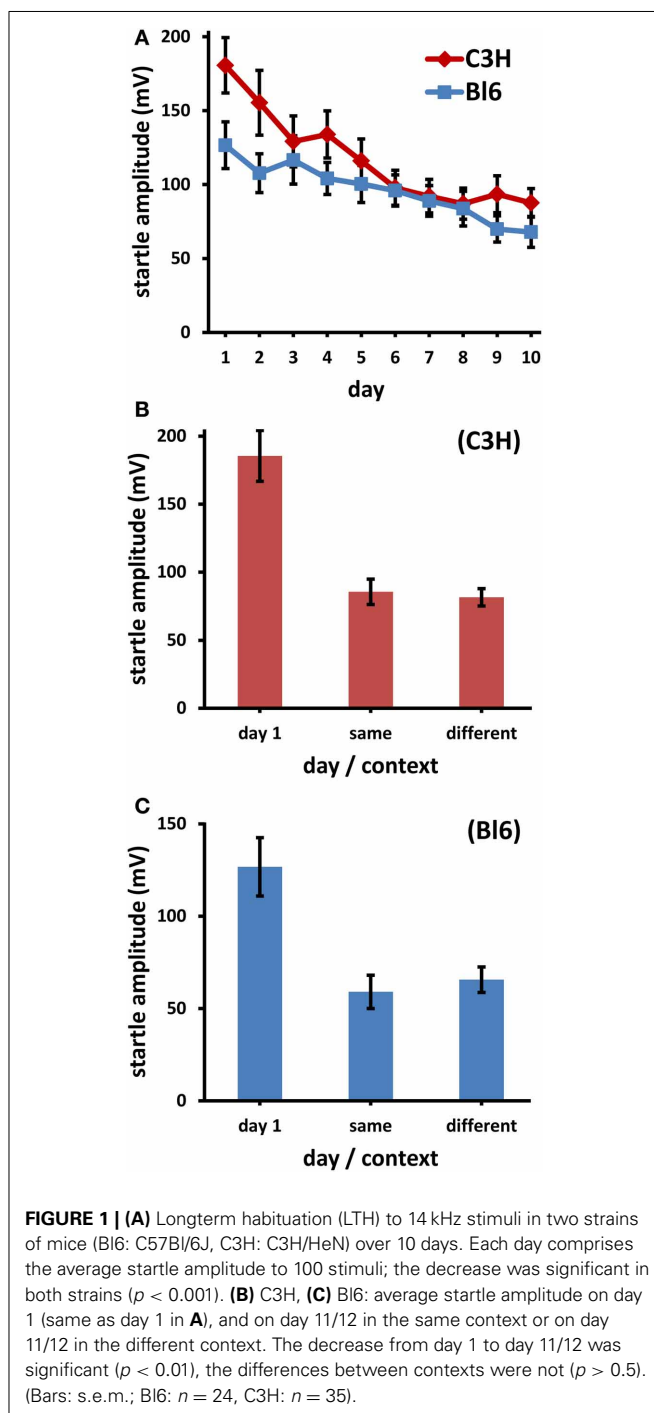 A
200
150
100
50
0
startle amplitude (mV)
C3H
Bl6
1 2 3 4 5 6 7 8 9 10
day
B
(C3H)
200
150
100
50
0
startle amplitude (mV)
day 1 same different
day / context
C
(Bl6)
150
100
50
0
startle amplitude (mV)
day 1 same different
day / context
FIGURE 1 | (A) Longterm habituation (LTH) to 14 kHz stimuli in two strains
of mice (Bl6: C57Bl/6J, C3H: C3H/HeN) over 10 days. Each day comprises
the average startle amplitude to 100 stimuli; the decrease was significant in
both strains (p < 0.001). (B) C3H, (C) Bl6: average startle amplitude on day
1 (same as day 1 in A), and on day 11/12 in the same context or on day
11/12 in the different context. The decrease from day 1 to day 11/12 was
significant (p < 0.01), the differences between contexts were not (p > 0.5).
(Bars: s.e.m.; Bl6: n = 24, C3H: n = 35).